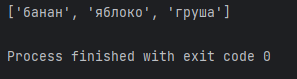 ['банан', 'яблоко', 'груша']
Process finished with exit code 0